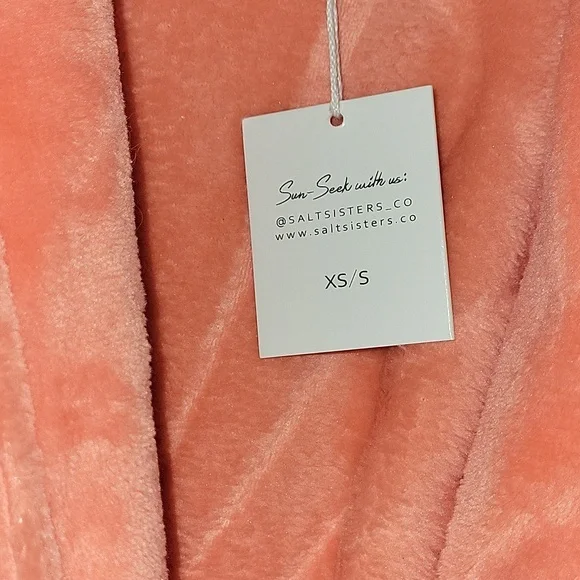 Sun-Seek with us:
@SALTSISTERS_CO
www.saltsisters.co
XS/S